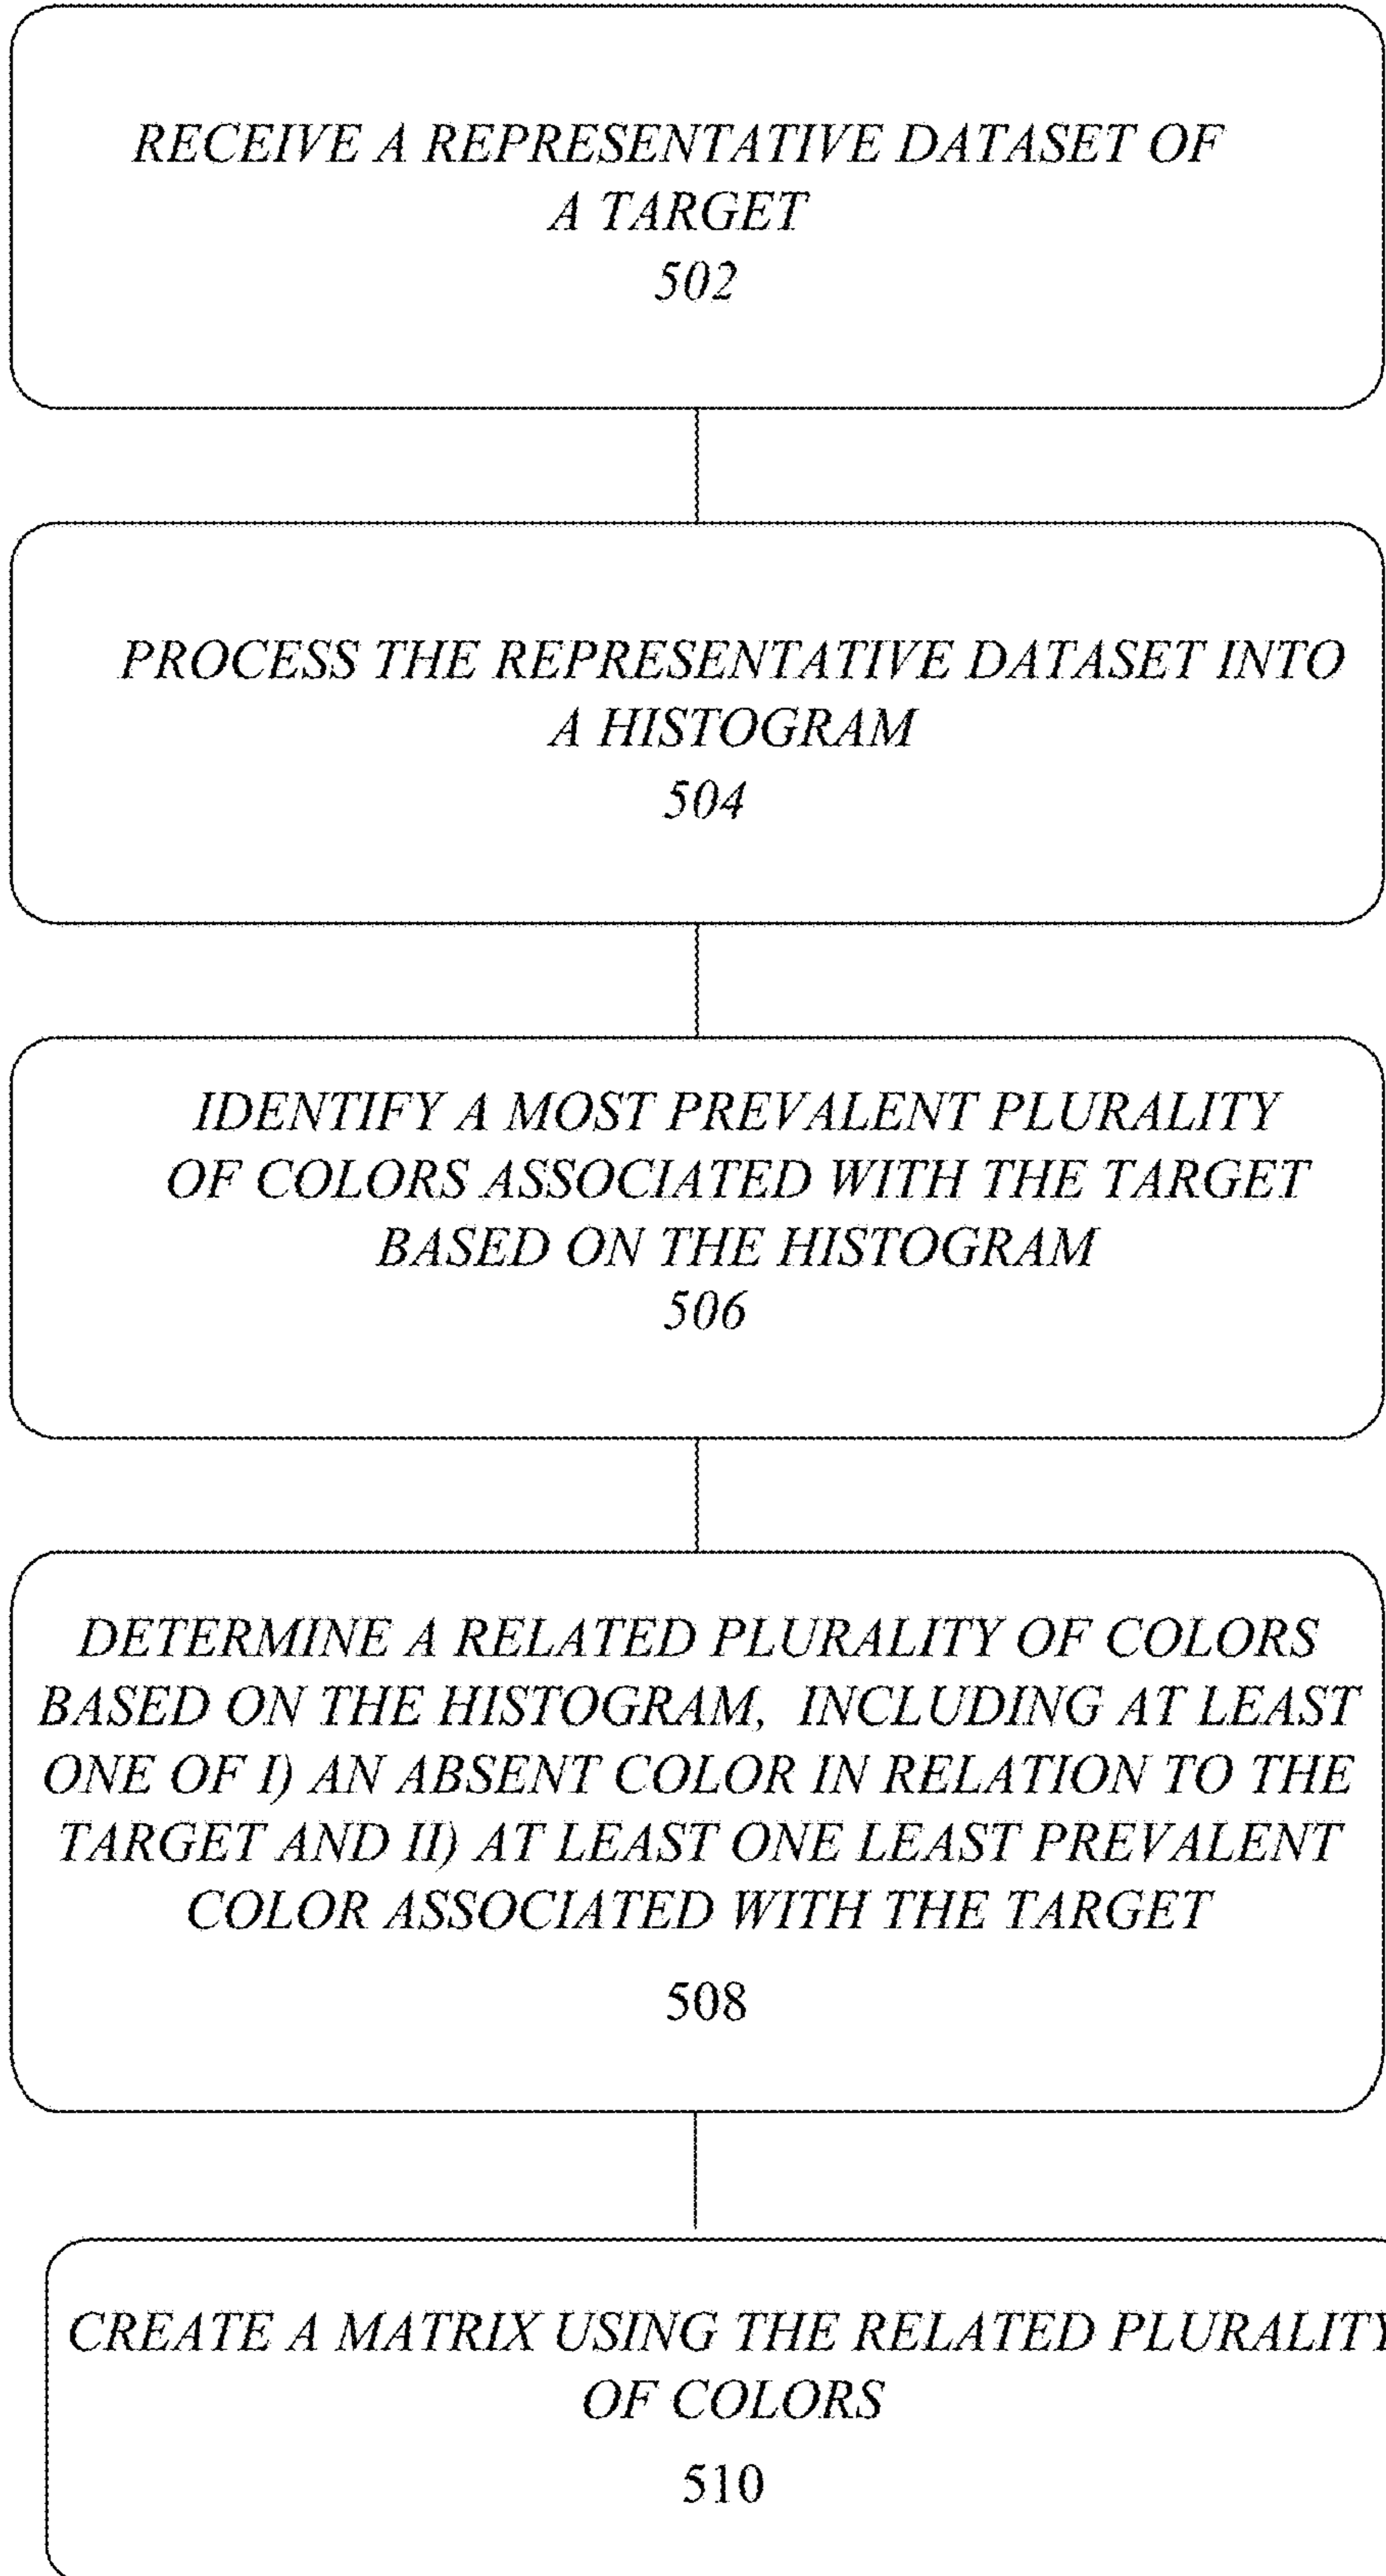 RECEIVE A REPRESENTATIVE DATASET OF
A TARGET
502
PROCESS THE REPRESENTATIVE DATASET INTO
A HISTOGRAM
504
IDENTIFY A MOST PREVALENT PLURALITY
OF COLORS ASSOCIATED WITH THE TARGET
BASED ON THE HISTOGRAM
506
DETERMINE A RELATED PLURALITY OF COLORS
BASED ON THE HISTOGRAM, INCLUDING AT LEAST
ONE OF I) AN ABSENT COLOR IN RELATION TO THE
TARGET AND II) AT LEAST ONE LEAST PREVALENT
COLOR ASSOCIATED WITH THE TARGET
508
CREATE A MATRIX USING THE RELATED PLURALITY
OF COLORS
510